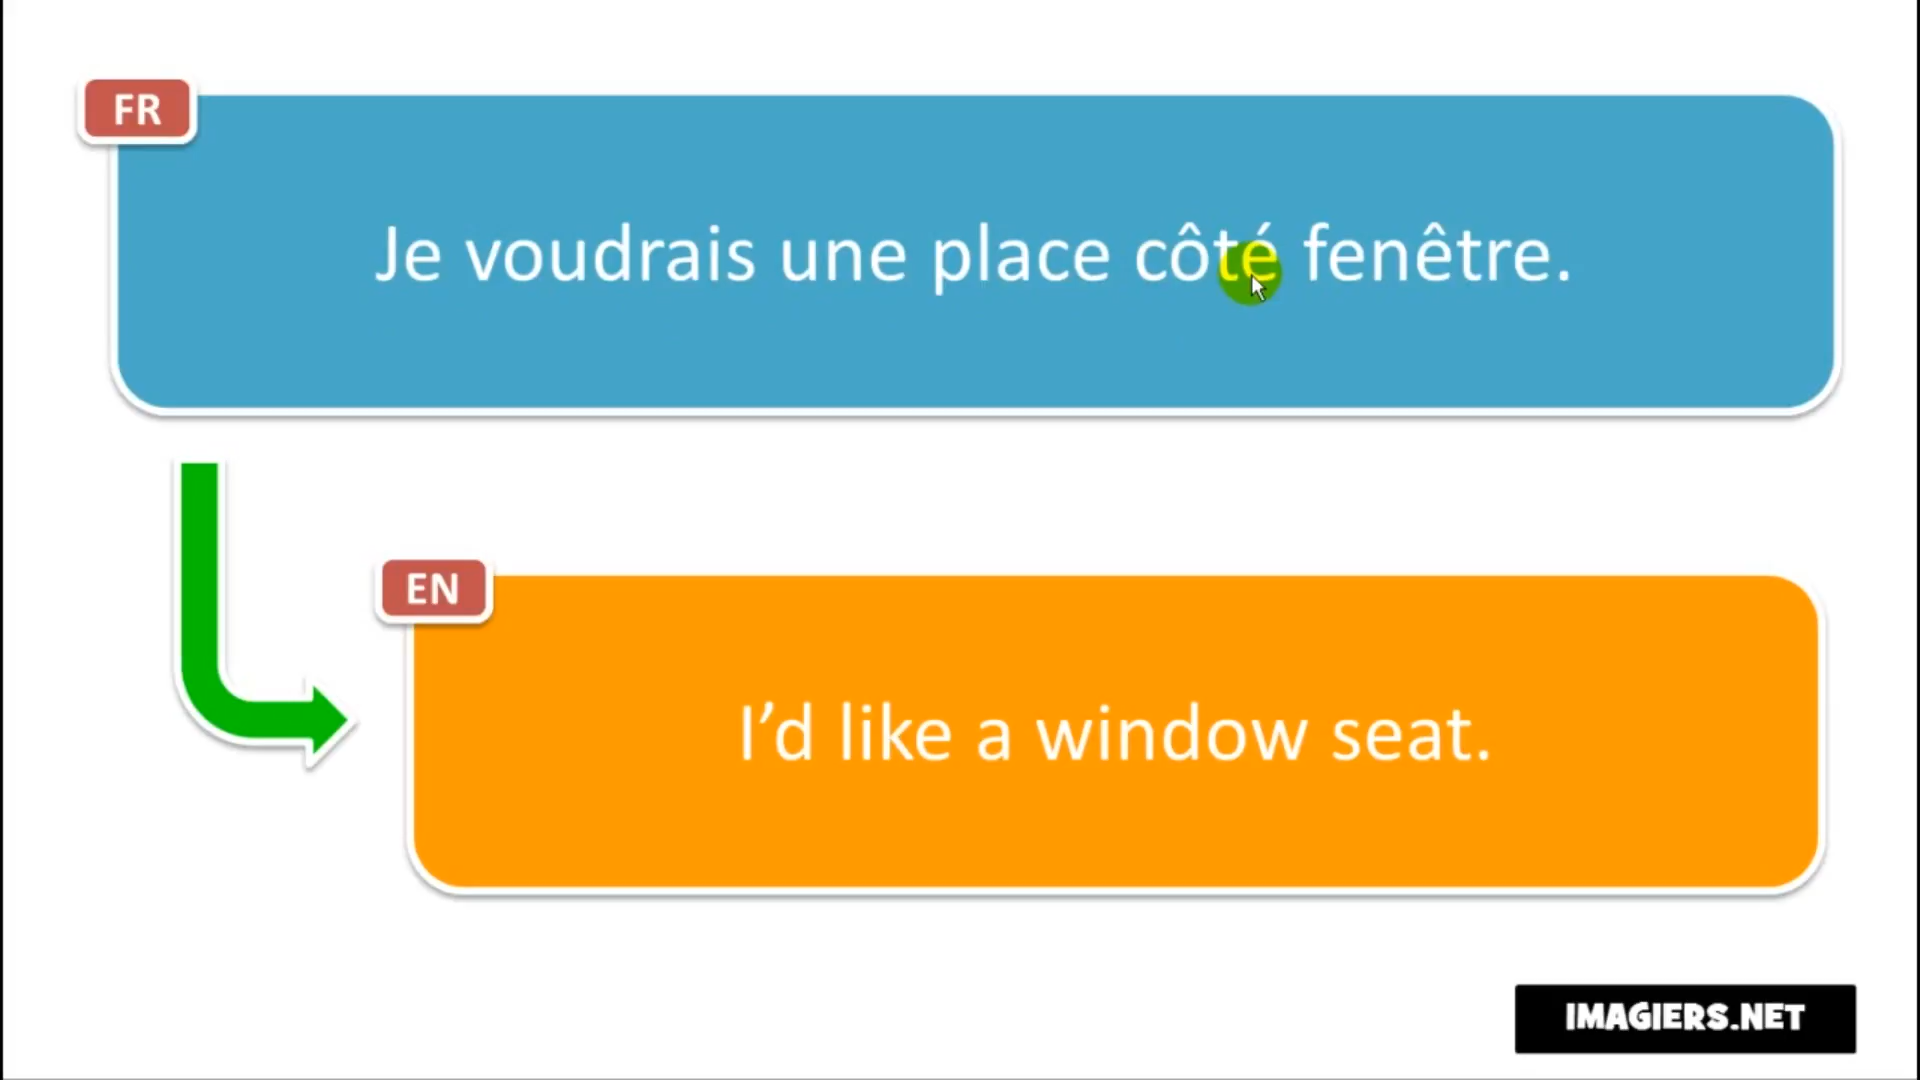 FR
Je voudrais une place côté fenêtre.
EN
I’d like a window seat.
IMAGIERS.NET